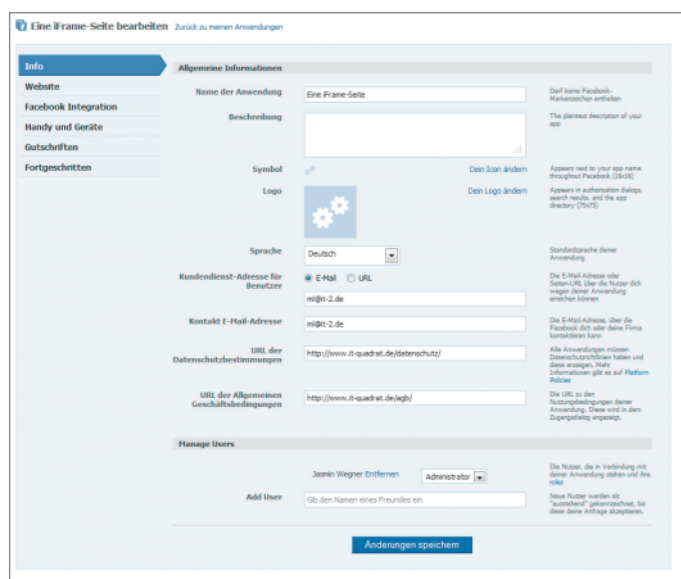 Eine iFrame-Seite bearbeiten Zurück zu meinen Anwendungen
Info
Website
Facebook Integration
Handy und Geräte
Gutschriften
Fortgeschritten
Allgemeine Informationen
Name der Anwendung
Eine iFrame-Seite
Darf keine Facebook-
Markenzeichen enthalten
Beschreibung
The plaintext description of your
app
Symbol
Dein Icon ändern
Appears next to your app name
throughout Facebook (16x16)
Logo
Dein Logo ändern
Appears in authorization dialogs,
search results, and the app
directory (75x75)
Sprache
Deutsch
Standardsprache deiner
Anwendung
Kundendienst-Adresse für
Benutzer
E-Mail URL
ml@it-2.de
Die E-Mail-Adresse oder
Seiten-URL über die Nutzer dich
wegen deiner Anwendung
erreichen können
Kontakt E-Mail-Adresse
ml@it-2.de
Die E-Mail-Adresse, über die
Facebook dich oder deine Firma
kontaktieren kann.
URL der
Datenschutzbestimmungen
http://www.it-quadrat.de/datenschutz/
Alle Anwendungen müssen
Datenschutzrichtlinien haben und
diese anzeigen. Mehr
Informationen gibt es auf Platform
Policies
URL der Allgemeinen
Geschäftsbedingungen
http://www.it-quadrat.de/agb/
Die URL zu den
Nutzungsbedingungen deiner
Anwendung. Diese wird in dem
Zugangsdialog angezeigt.
Manage Users
Jasmin Wegner Entfernen
Administrator
Die Nutzer, die in Verbindung mit
deiner Anwendung stehen und ihre
roles
Add User
Gib den Namen eines Freundes ein
Neue Nutzer werden als
"ausstehend" gekennzeichnet, bis
diese deine Anfrage akzeptieren.
Änderungen speichern